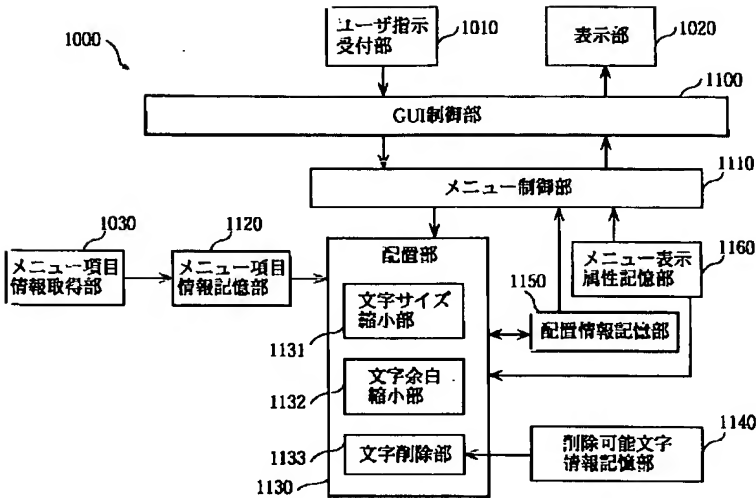 1000
ユーザ指示
受付部
1010
表示部
1020
1100
GUI制御部
1110
メニュー制御部
1030
メニュー項目
情報取得部
1120
メニュー項目
情報記憶部
配置部
文字サイズ
縮小部
1131
文字余白
縮小部
1132
文字削除部
1133
1130
1150
配置情報記憶部
メニュー表示
属性記憶部
1160
削除可能文字
情報記憶部
1140